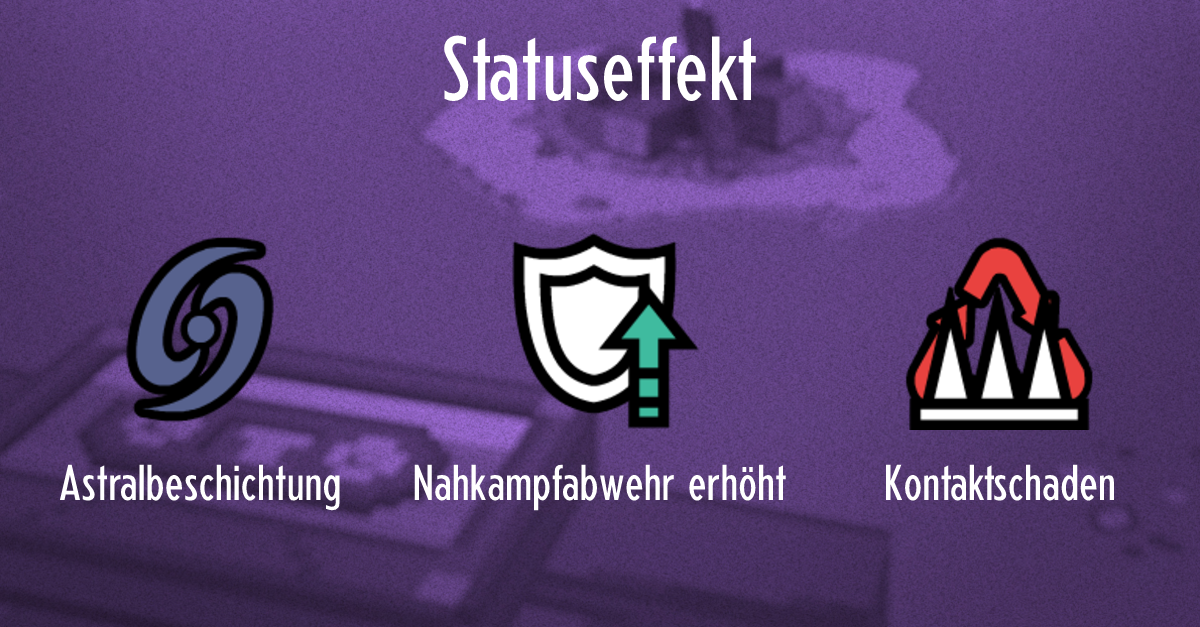 Statuseffekt
Astralbeschichtung
Nahkampfabwehr erhöht
Kontaktschaden